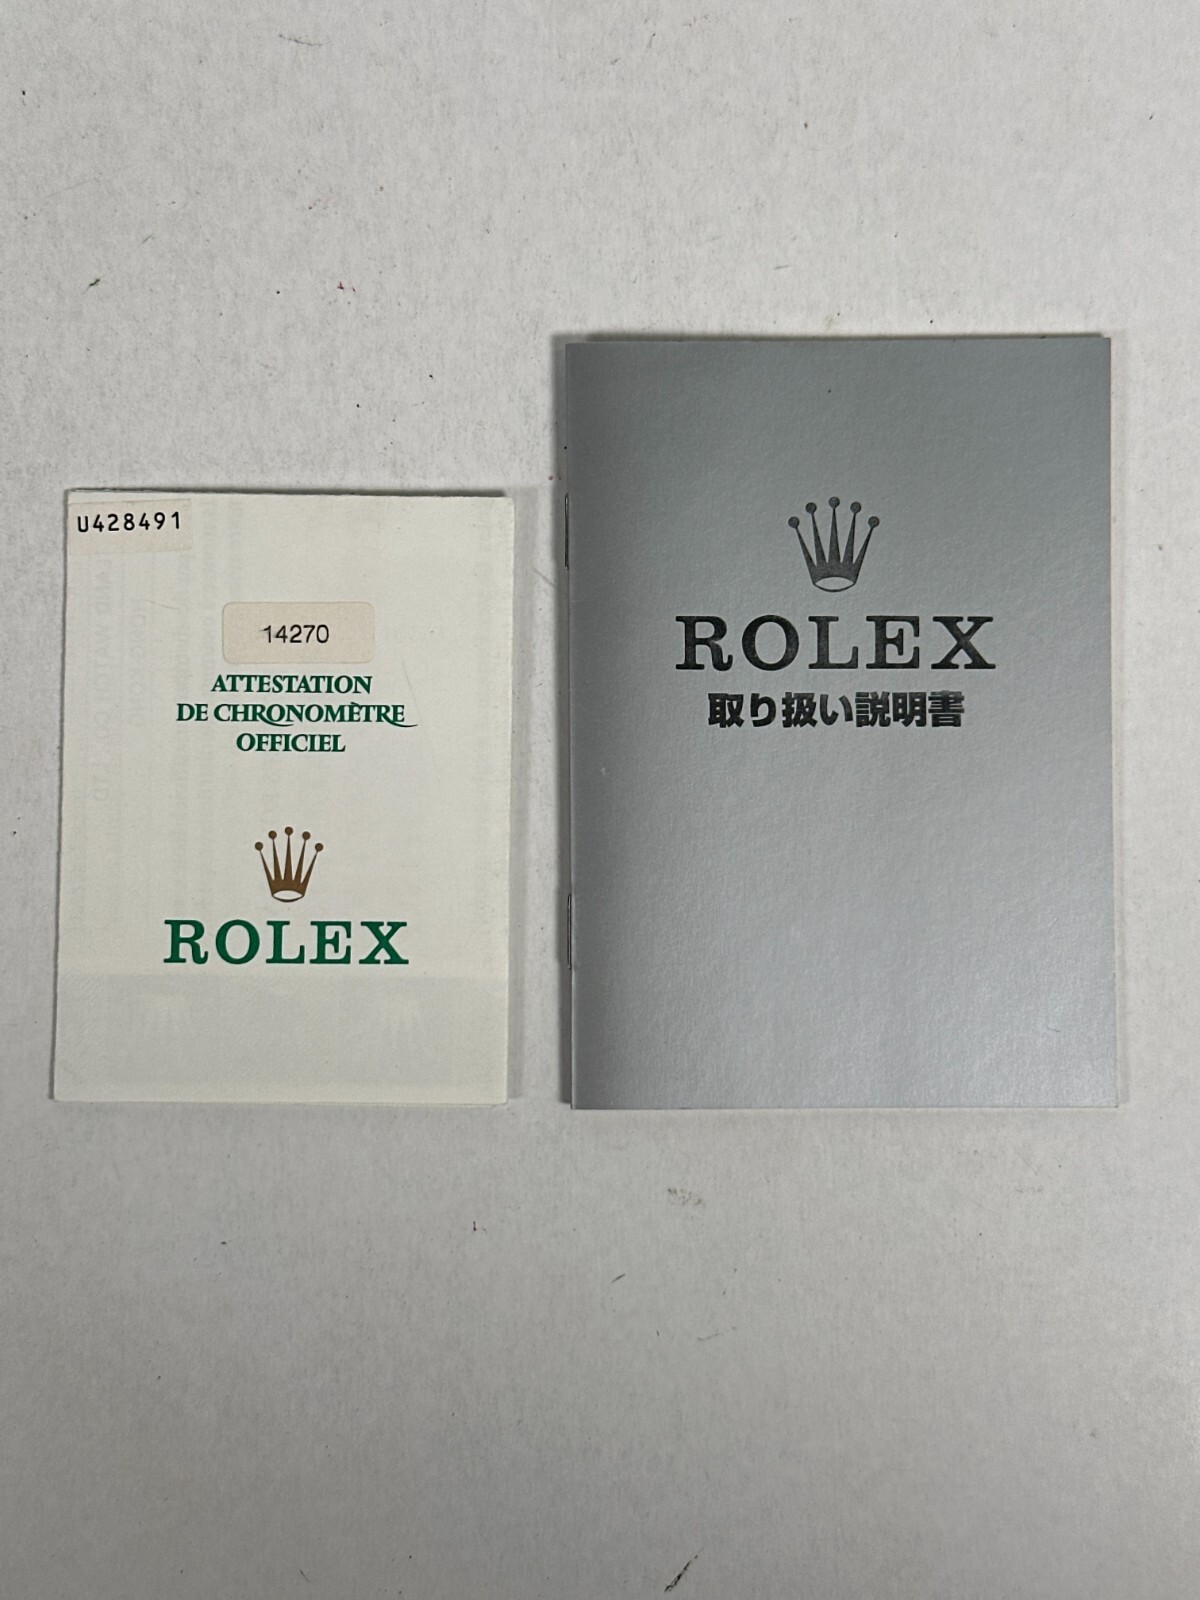 U428491
14270
ATTESTATION
DE CHRONOMÈTRE
OFFICIEL
ROLEX
ROLEX
取り扱い説明書